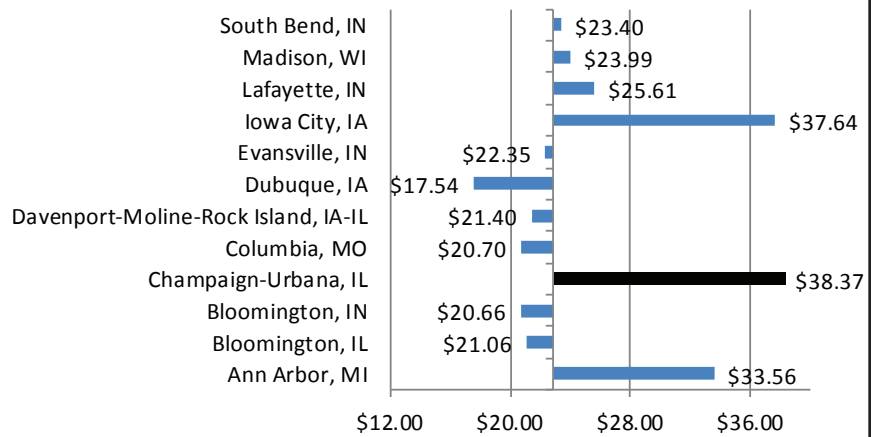 South Bend, IN $23.40
Madison, WI $23.99
Lafayette, IN $25.61
Iowa City, IA $37.64
Evansville, IN $22.35
Dubuque, IA $17.54
Davenport-Moline-Rock Island, IA-IL $21.40
Columbia, MO $20.70
Champaign-Urbana, IL $38.37
Bloomington, IN $20.66
Bloomington, IL $21.06
Ann Arbor, MI $33.56
$12.00 $20.00 $28.00 $36.00